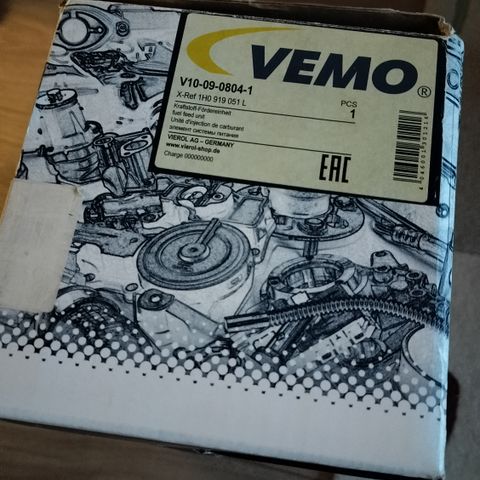 VEMO®
V10-09-0804-1
X-Ref 1H0 919 051 L
PCS
1
Kraftstoff-Fördereinheit
fuel feed unit
Unité d'injection de carburant
элемент системы питания
VIEROL AG – GERMANY
www.vierol-shop.de
Charge 000000000
EAC